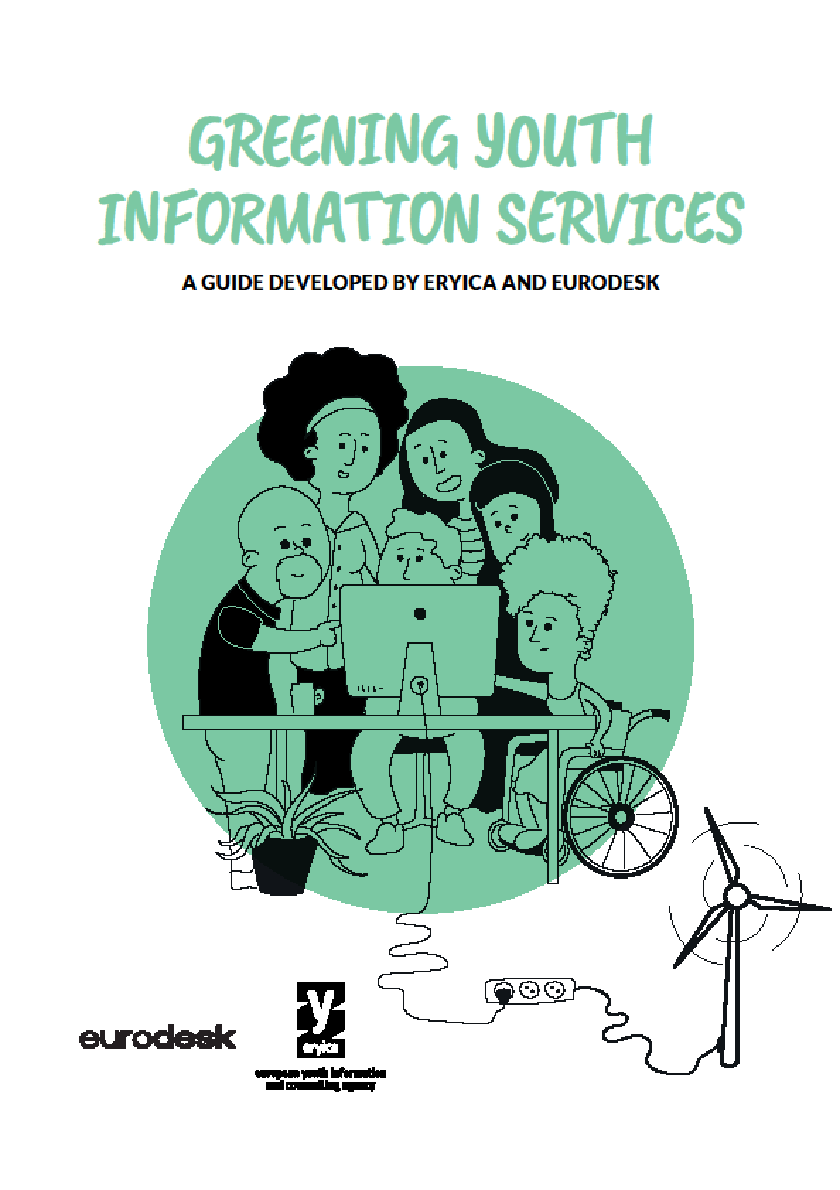 GREENING YOUTH
INFORMATION SERVICES
A GUIDE DEVELOPED BY ERYICA AND EURODESK
eurodesk
y
eryica
european youth information
and counselling agency